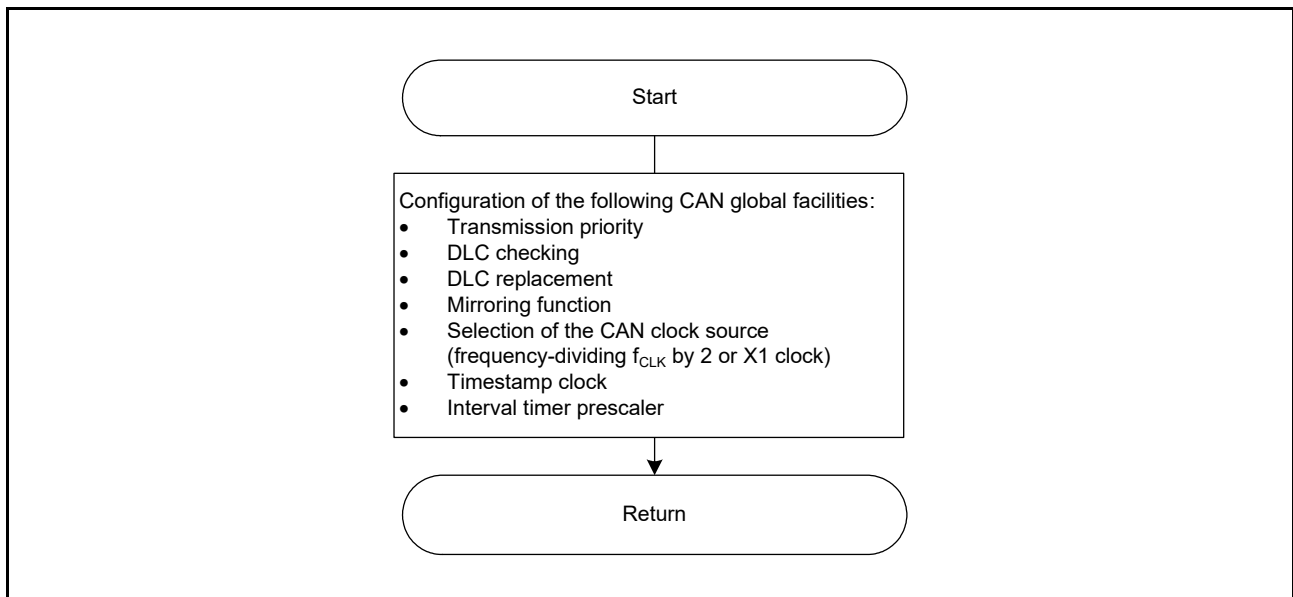 Start
Configuration of the following CAN global facilities:
• Transmission priority
• DLC checking
• DLC replacement
• Mirroring function
• Selection of the CAN clock source
(frequency-dividing fCLK by 2 or X1 clock)
• Timestamp clock
• Interval timer prescaler
Return